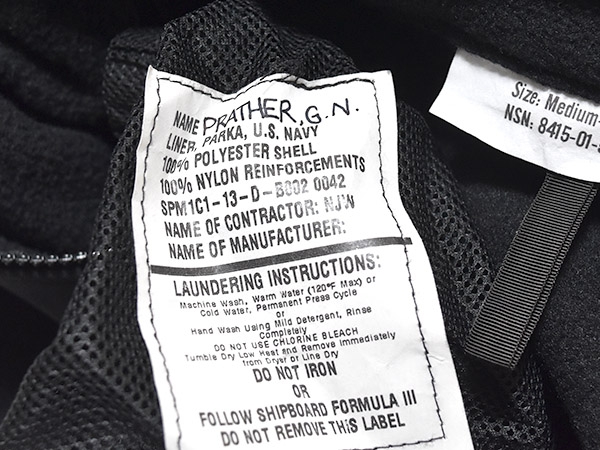 NAME PRATHER, G.N.
LINER, PARKA, U.S. NAVY
100% POLYESTER SHELL
100% NYLON REINFORCEMENTS
SPM1C1-13-D-B002 0042
NAME OF CONTRACTOR: NJW
NAME OF MANUFACTURER:
LAUNDERING INSTRUCTIONS:
Machine Wash, Warm Water (120°F Max) or
Cold Water, Permanent Press Cycle
or
Hand Wash Using Mild Detergent, Rinse
Completely
DO NOT USE CHLORINE BLEACH
Tumble Dry Low Heat and Remove Immediately
from Dryer or Line Dry
DO NOT IRON
OR
FOLLOW SHIPBOARD FORMULA III
DO NOT REMOVE THIS LABEL
Size: Medium-
NSN: 8415-01-